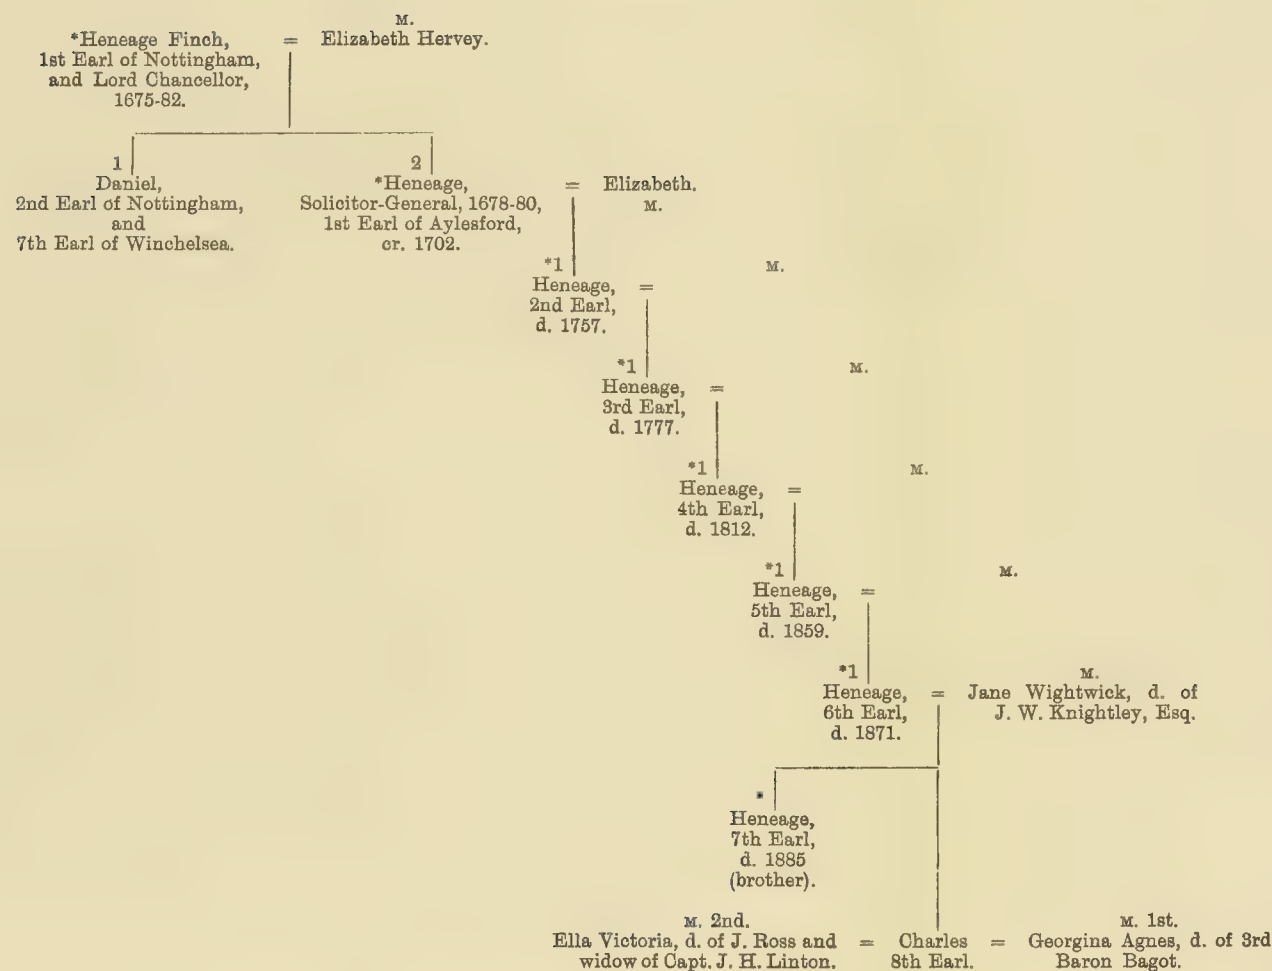 M.
*Heneage Finch, = Elizabeth Hervey.
1st Earl of Nottingham,
and Lord Chancellor,
1675-82.
1
Daniel,
2nd Earl of Nottingham,
and
7th Earl of Winchelsea.
2
*Heneage, = Elizabeth.
Solicitor-General, 1678-80, M.
1st Earl of Aylesford,
cr. 1702.
*1 M.
Heneage, =
2nd Earl,
d. 1757.
*1 M.
Heneage, =
3rd Earl,
d. 1777.
*1 M.
Heneage, =
4th Earl,
d. 1812.
*1 M.
Heneage, =
5th Earl,
d. 1859.
*1 M.
Heneage, = Jane Wightwick, d. of
6th Earl, J. W. Knightley, Esq.
d. 1871.
*
Heneage,
7th Earl,
d. 1885
(brother).
M. 2nd. M. 1st.
Ella Victoria, d. of J. Ross and = Charles = Georgina Agnes, d. of 3rd
widow of Capt. J. H. Linton. 8th Earl. Baron Bagot.